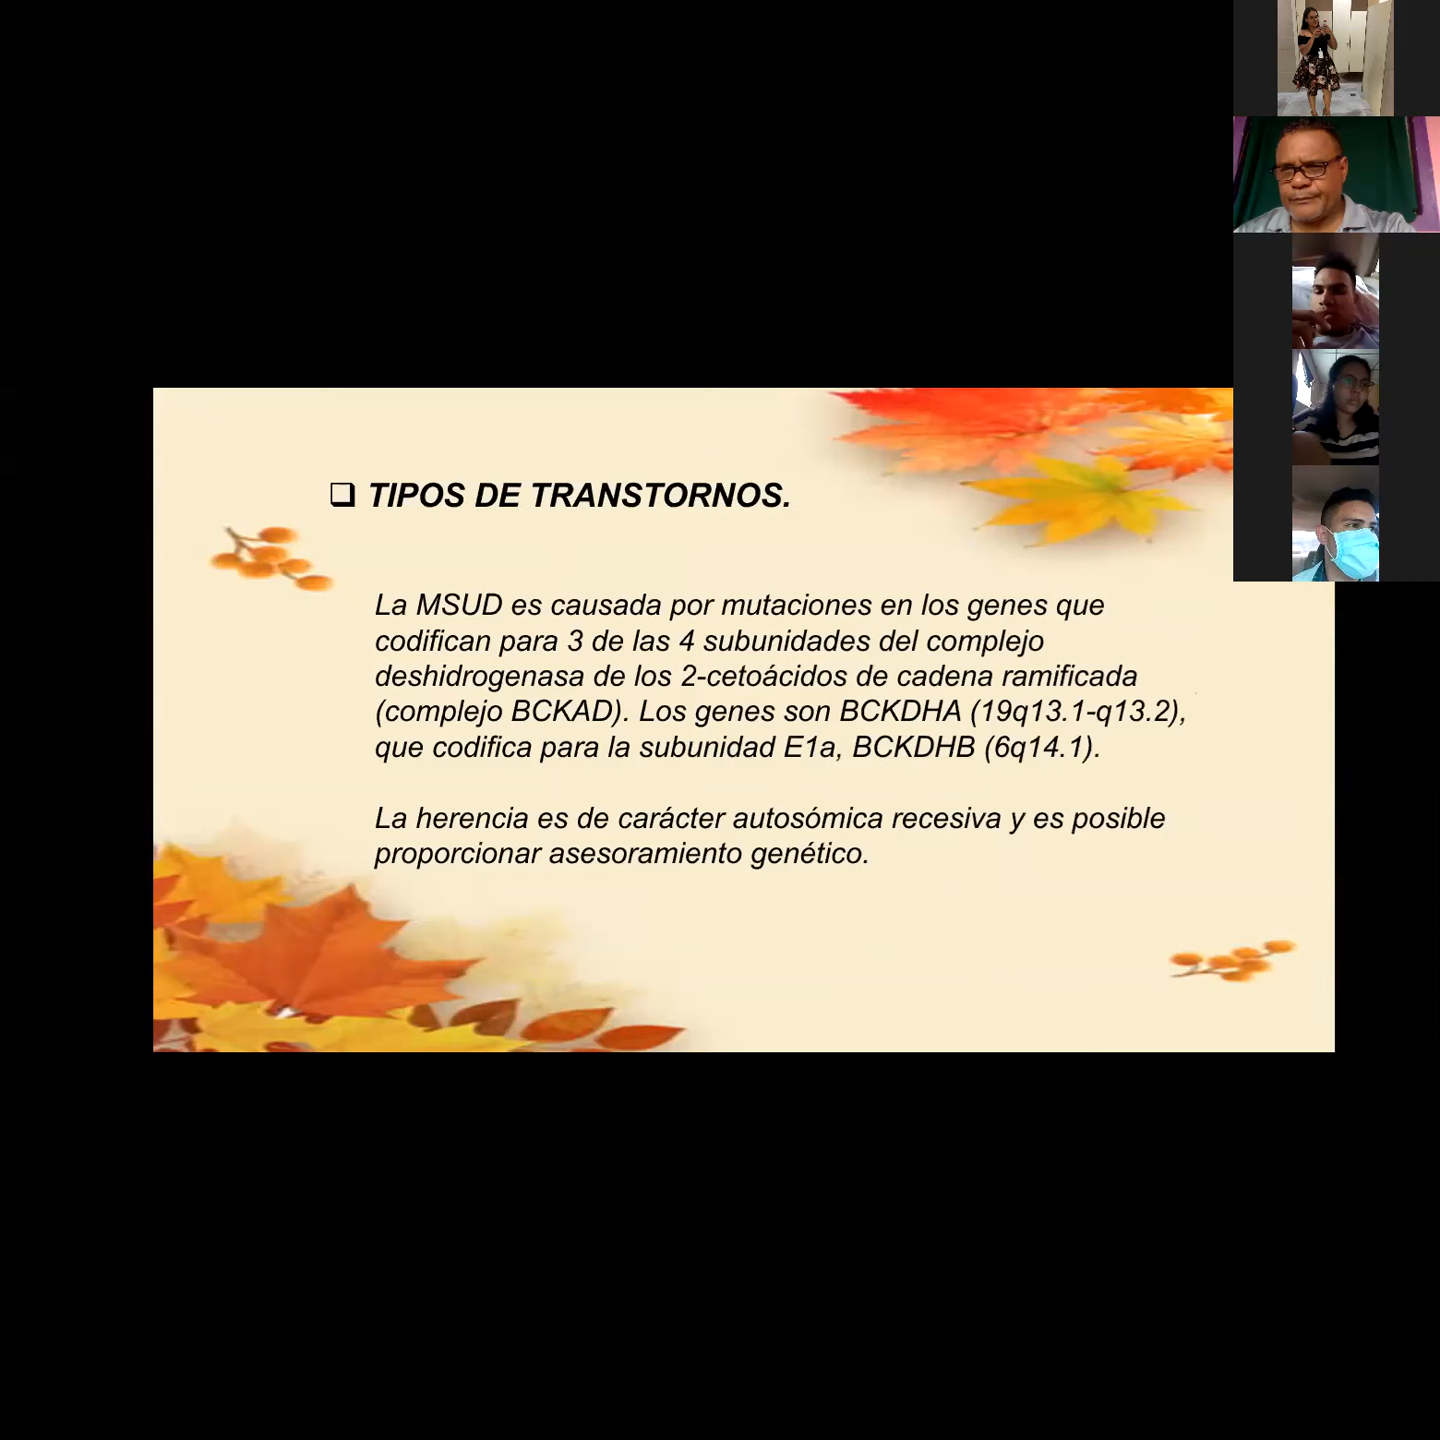 TIPOS DE TRANSTORNOS.
La MSUD es causada por mutaciones en los genes que
codifican para 3 de las 4 subunidades del complejo
deshidrogenasa de los 2-cetoácidos de cadena ramificada
(complejo BCKAD). Los genes son BCKDHA (19q13.1-q13.2),
que codifica para la subunidad E1a, BCKDHB (6q14.1).
La herencia es de carácter autosómica recesiva y es posible
proporcionar asesoramiento genético.